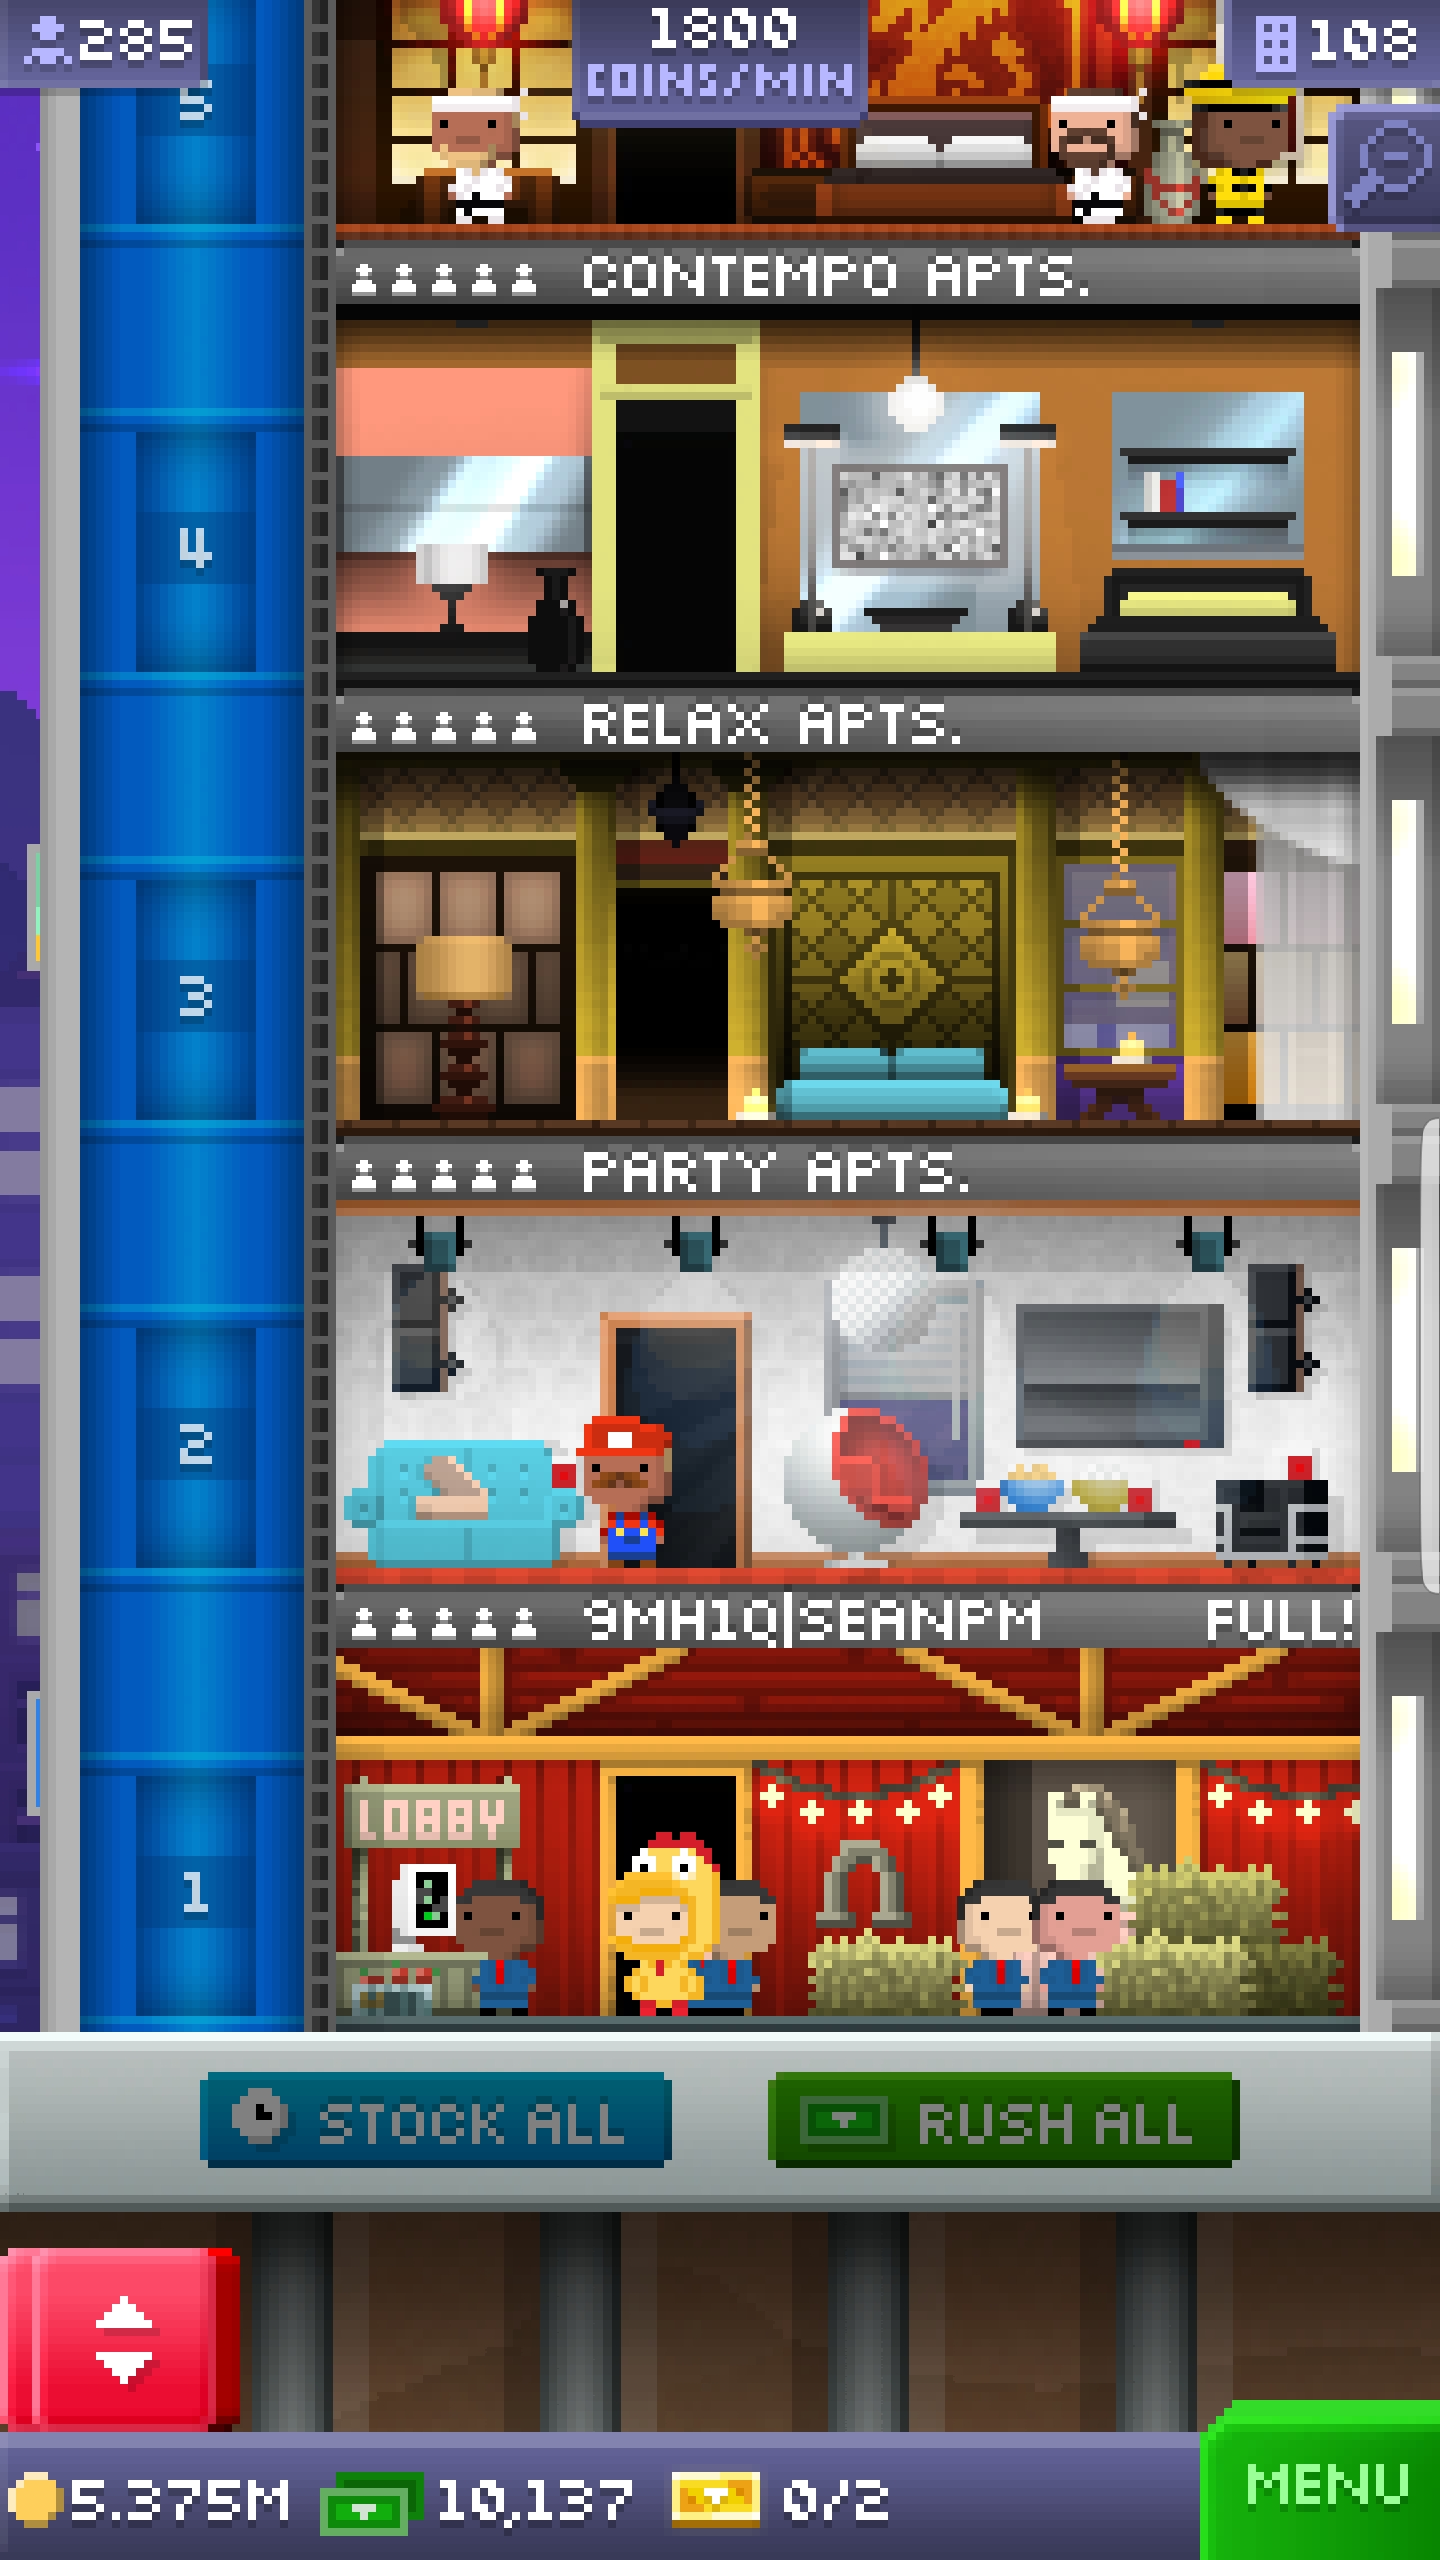 285
1800
COINS/MIN
108
5
CONTEMPO APTS.
4
RELAX APTS.
3
PARTY APTS.
2
9MH1Q|SEANPM FULL!
LOBBY
1
STOCK ALL
RUSH ALL
5.375M
10,137
0/2
MENU